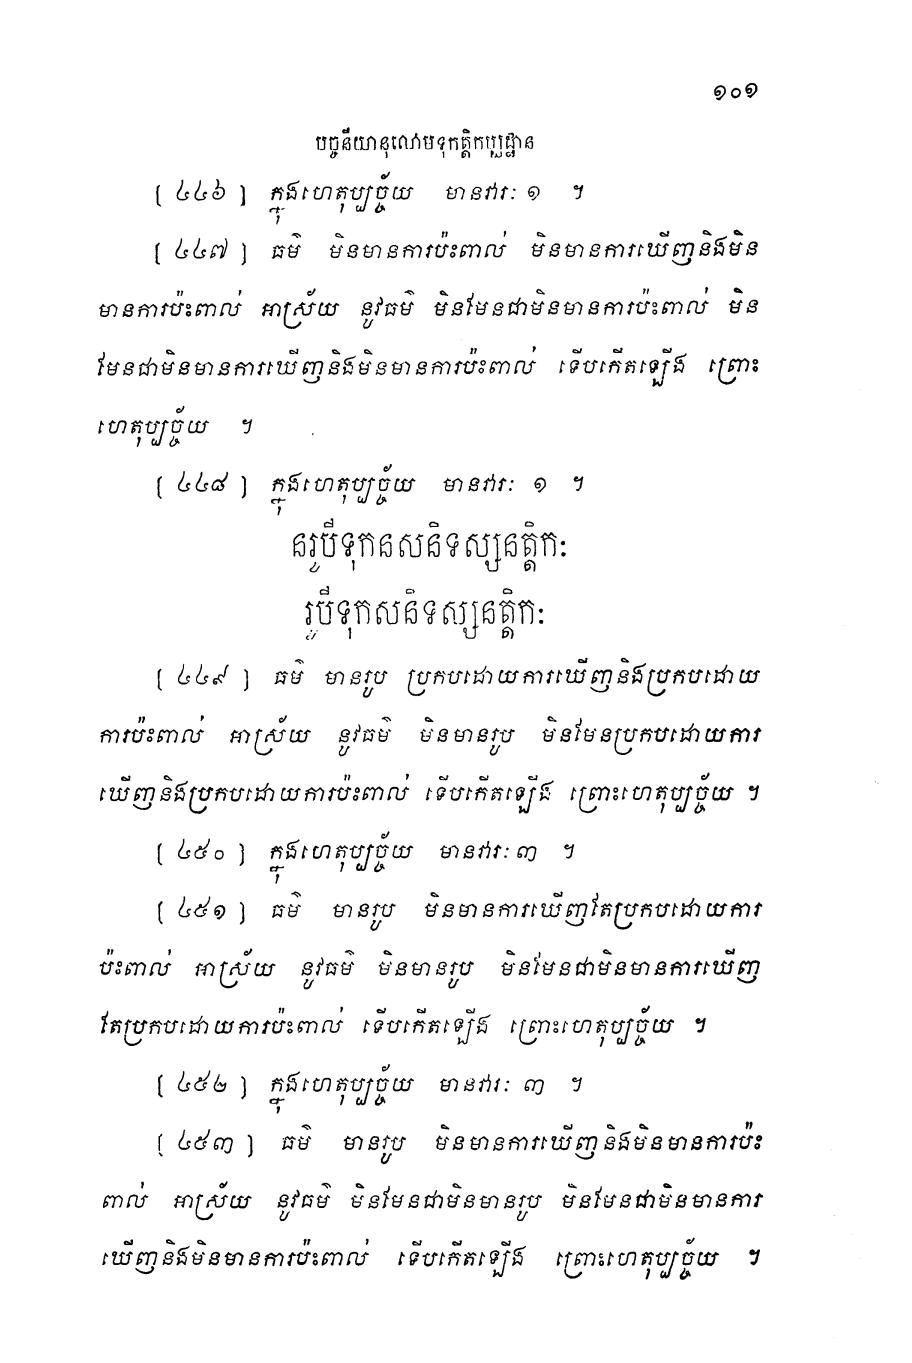 ១០១
បច្ចនីយានុលោមទុកត្តិកប្បដ្ឋាន
[ ៤៤៦ ] ក្នុងហេតុប្បច្ច័យ មានវារៈ ១ ។
[ ៤៤៧ ] ធម៌ មិនមានការប៉ះពាល់ មិនមានការឃើញនិងមិន
មានការប៉ះពាល់ អាស្រ័យ នូវធម៌ មិនមែនជាមិនមានការប៉ះពាល់ មិន
មែនជាមិនមានការឃើញនិងមិនមានការប៉ះពាល់ ទើបកើតឡើង ព្រោះ
ហេតុប្បច្ច័យ ។
[ ៤៤៨ ] ក្នុងហេតុប្បច្ច័យ មានវារៈ ១ ។
នរូបីទុកនសនិទស្សនត្តិកៈ
រូបីទុកសនិទស្សនត្តិកៈ
[ ៤៤៩ ] ធម៌ មានរូប ប្រកបដោយការឃើញនិងប្រកបដោយ
ការប៉ះពាល់ អាស្រ័យ នូវធម៌ មិនមានរូប មិនមែនប្រកបដោយការ
ឃើញនិងប្រកបដោយការប៉ះពាល់ ទើបកើតឡើង ព្រោះហេតុប្បច្ច័យ ។
[ ៤៥០ ] ក្នុងហេតុប្បច្ច័យ មានវារៈ ៣ ។
[ ៤៥១ ] ធម៌ មានរូប មិនមានការឃើញតែប្រកបដោយការ
ប៉ះពាល់ អាស្រ័យ នូវធម៌ មិនមានរូប មិនមែនជាមិនមានការឃើញ
តែប្រកបដោយការប៉ះពាល់ ទើបកើតឡើង ព្រោះហេតុប្បច្ច័យ ។
[ ៤៥២ ] ក្នុងហេតុប្បច្ច័យ មានវារៈ ៣ ។
[ ៤៥៣ ] ធម៌ មានរូប មិនមានការឃើញនិងមិនមានការប៉ះ
ពាល់ អាស្រ័យ នូវធម៌ មិនមែនជាមិនមានរូប មិនមែនជាមិនមានការ
ឃើញនិងមិនមានការប៉ះពាល់ ទើបកើតឡើង ព្រោះហេតុប្បច្ច័យ ។